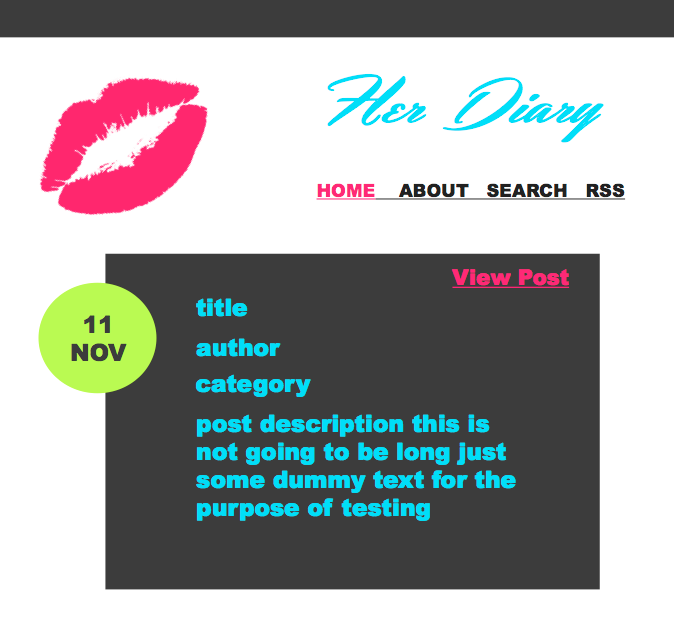 Her Diary
HOME ABOUT SEARCH RSS
View Post
11
NOV
title
author
category
post description this is
not going to be long just
some dummy text for the
purpose of testing